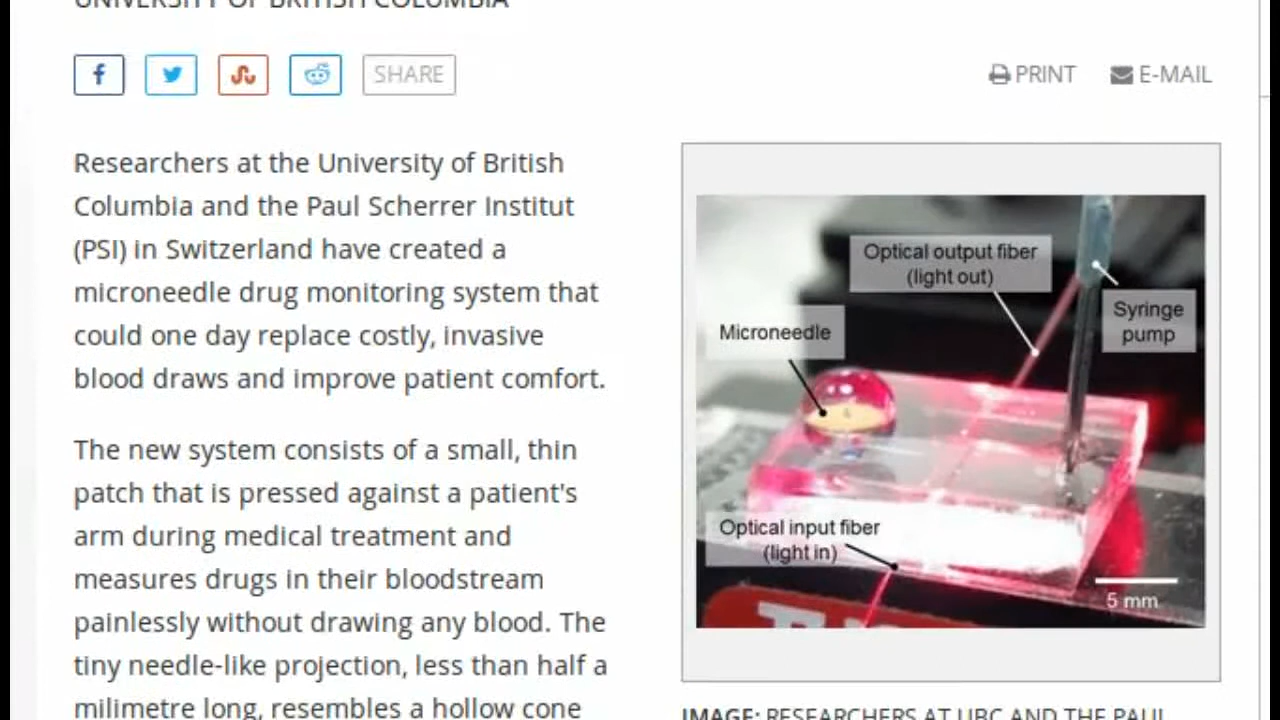 UNIVERSITY OF BRITISH COLUMBIA
SHARE
PRINT
E-MAIL
Researchers at the University of British
Columbia and the Paul Scherrer Institut
(PSI) in Switzerland have created a
microneedle drug monitoring system that
could one day replace costly, invasive
blood draws and improve patient comfort.
The new system consists of a small, thin
patch that is pressed against a patient's
arm during medical treatment and
measures drugs in their bloodstream
painlessly without drawing any blood. The
tiny needle-like projection, less than half a
milimetre long, resembles a hollow cone
Optical output fiber
(light out)
Syringe
pump
Microneedle
Optical input fiber
(light in)
5 mm
IMAGE: RESEARCHERS AT UBC AND THE PAUL